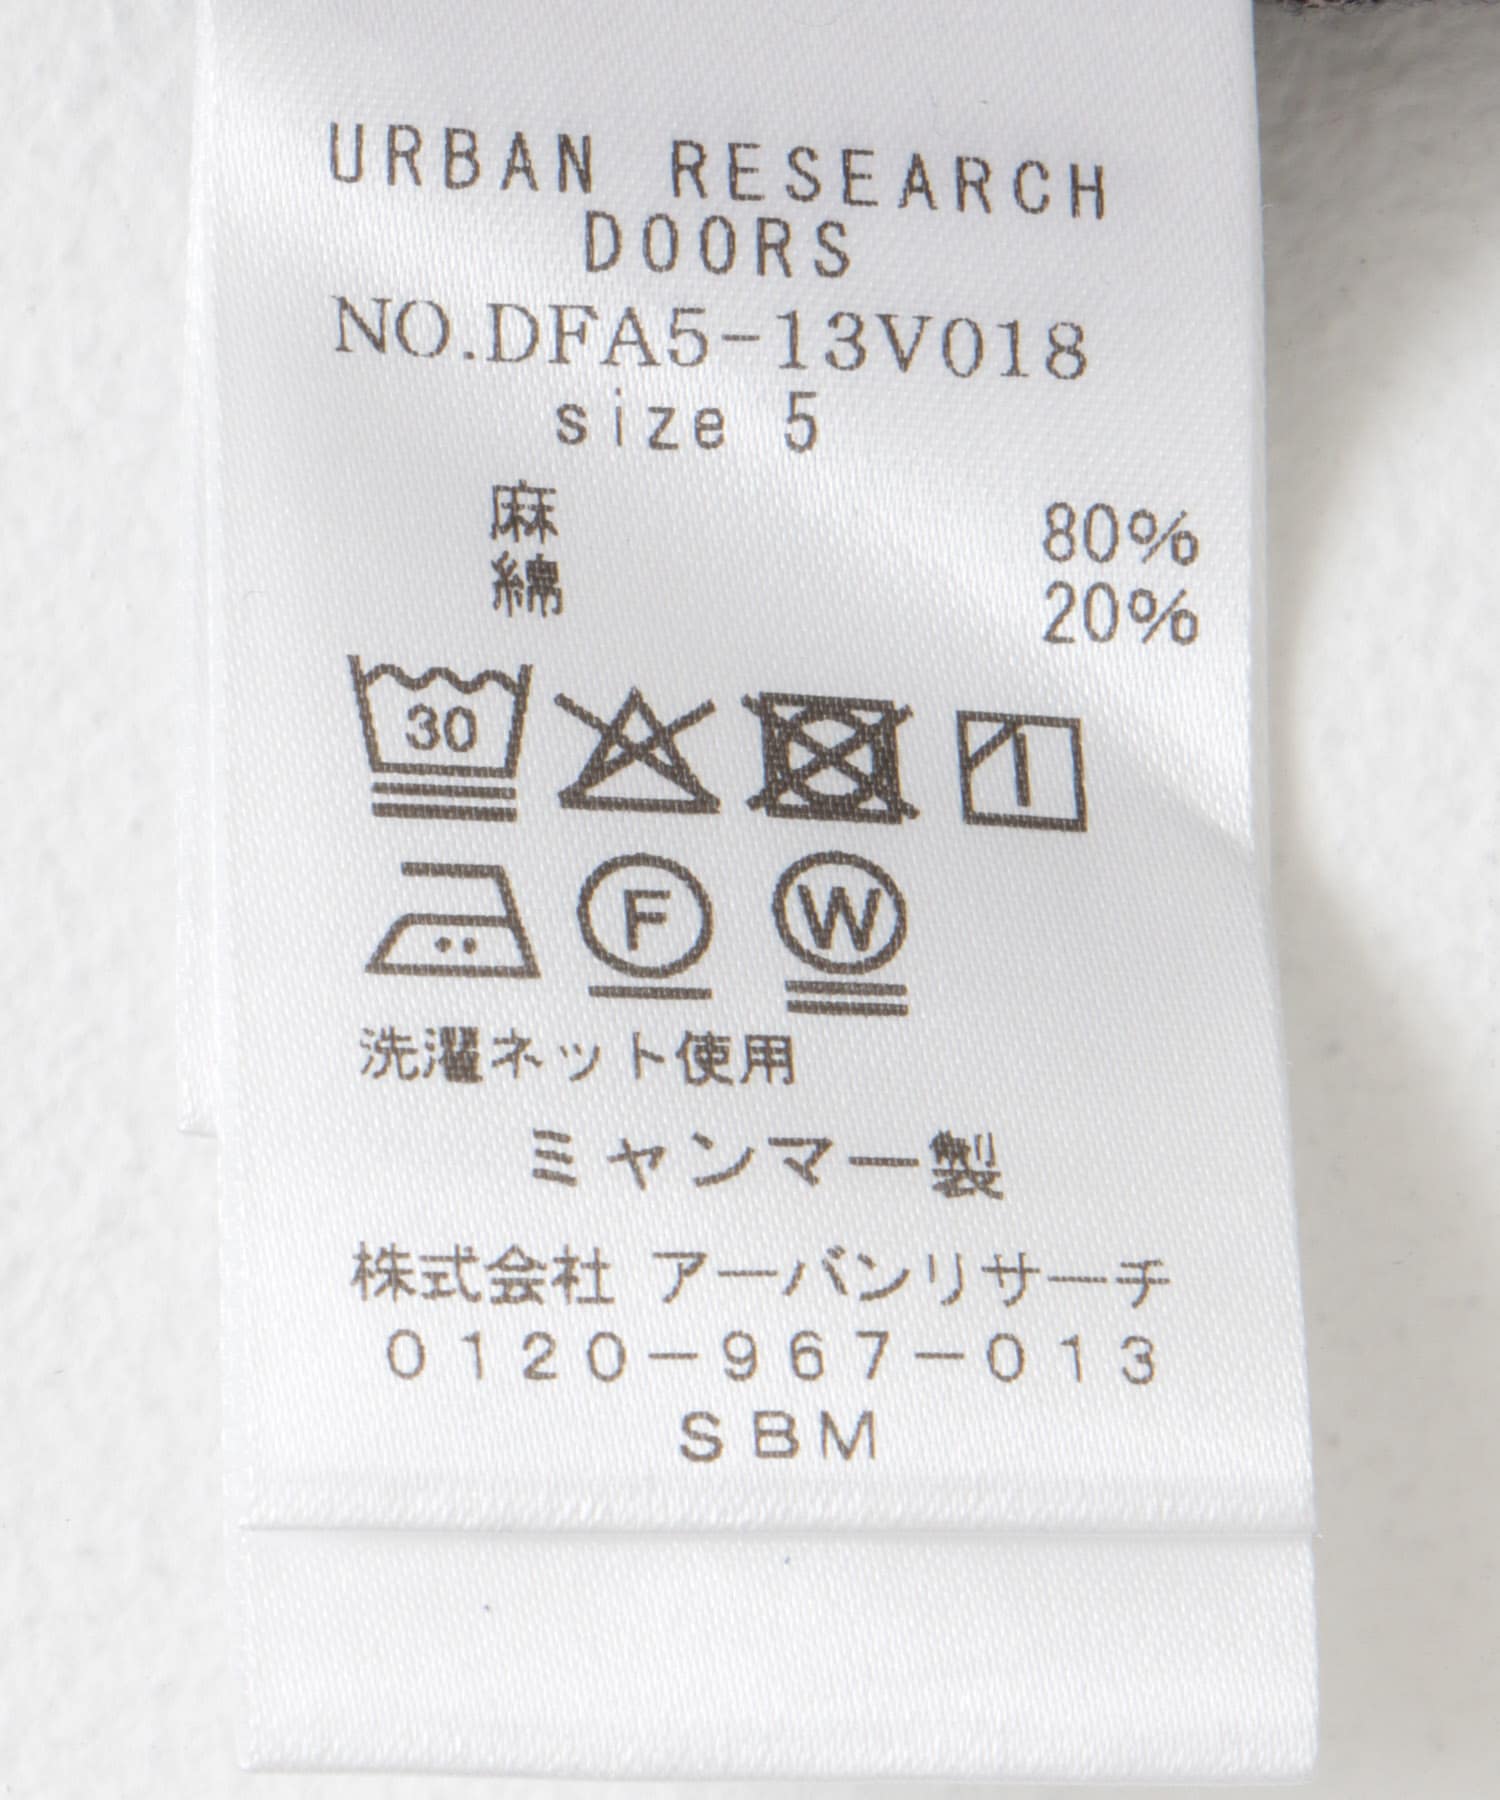 URBAN RESEARCH
DOORS
NO.DFA5-13V018
size 5
麻 80%
綿 20%
30
F W
洗濯ネット使用
ミャンマー製
株式会社 アーバンリサーチ
0120-967-013
SBM